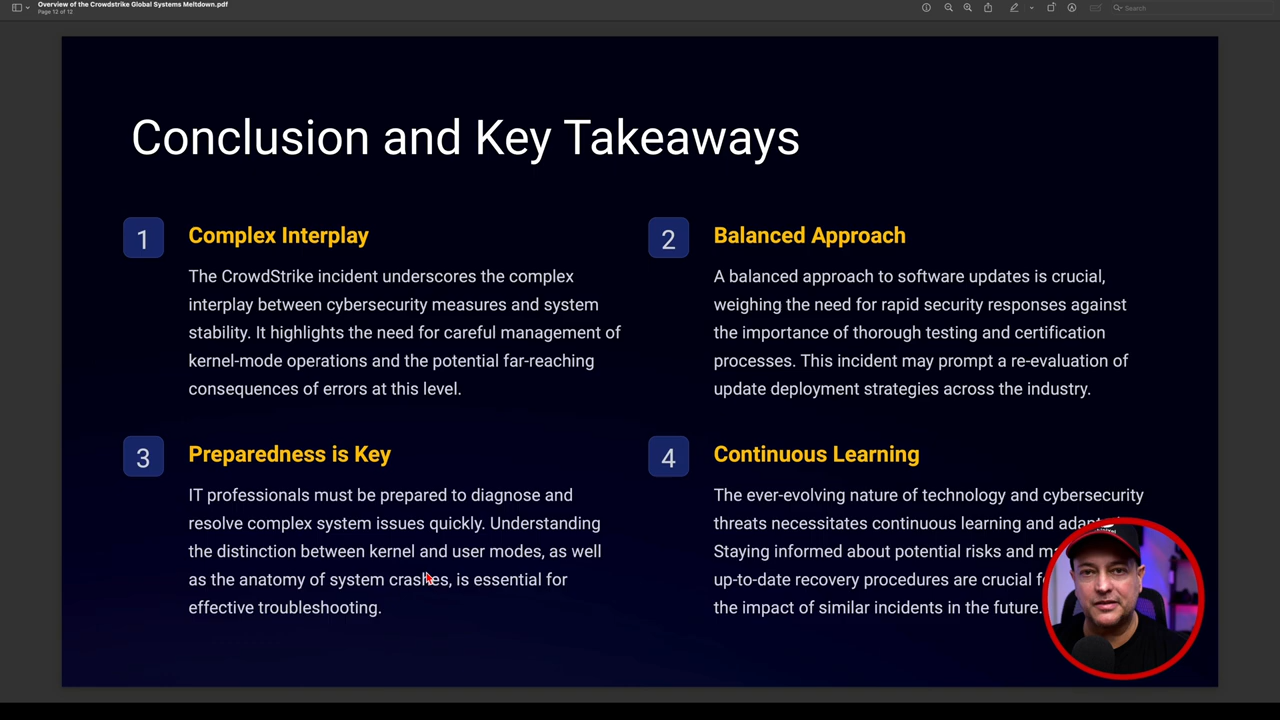 Overview of the Crowdstrike Global Systems Meltdown.pdf
Page 12 of 12
Search
Conclusion and Key Takeaways
1
Complex Interplay
The CrowdStrike incident underscores the complex
interplay between cybersecurity measures and system
stability. It highlights the need for careful management of
kernel-mode operations and the potential far-reaching
consequences of errors at this level.
2
Balanced Approach
A balanced approach to software updates is crucial,
weighing the need for rapid security responses against
the importance of thorough testing and certification
processes. This incident may prompt a re-evaluation of
update deployment strategies across the industry.
3
Preparedness is Key
IT professionals must be prepared to diagnose and
resolve complex system issues quickly. Understanding
the distinction between kernel and user modes, as well
as the anatomy of system crashes, is essential for
effective troubleshooting.
4
Continuous Learning
The ever-evolving nature of technology and cybersecurity
threats necessitates continuous learning and
Staying informed about potential risks and
up-to-date recovery procedures are crucial
the impact of similar incidents in the future.